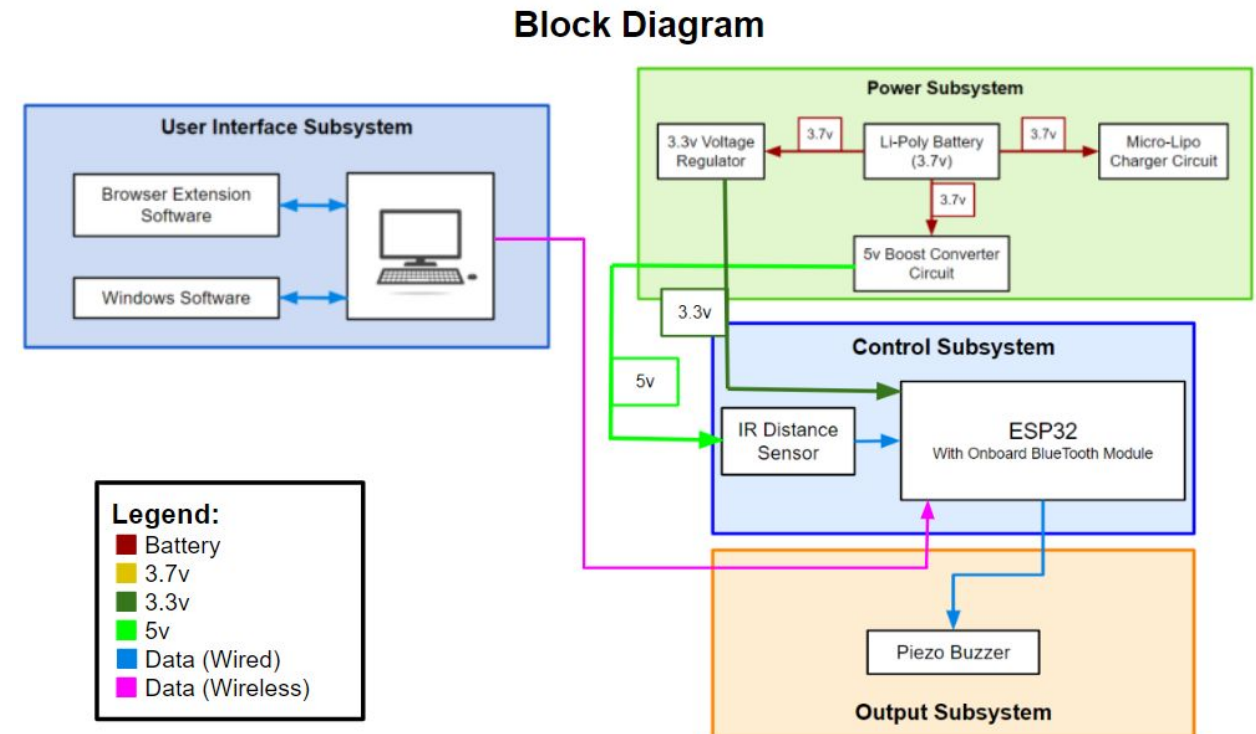 Block Diagram
User Interface Subsystem
Browser Extension
Software
Windows Software
Power Subsystem
3.3v Voltage
Regulator
3.7v
Li-Poly Battery
(3.7v)
3.7v
Micro-Lipo
Charger Circuit
3.7v
5v Boost Converter
Circuit
3.3v
5v
Control Subsystem
IR Distance
Sensor
ESP32
With Onboard BlueTooth Module
Piezo Buzzer
Output Subsystem
Legend:
Battery
3.7v
3.3v
5v
Data (Wired)
Data (Wireless)